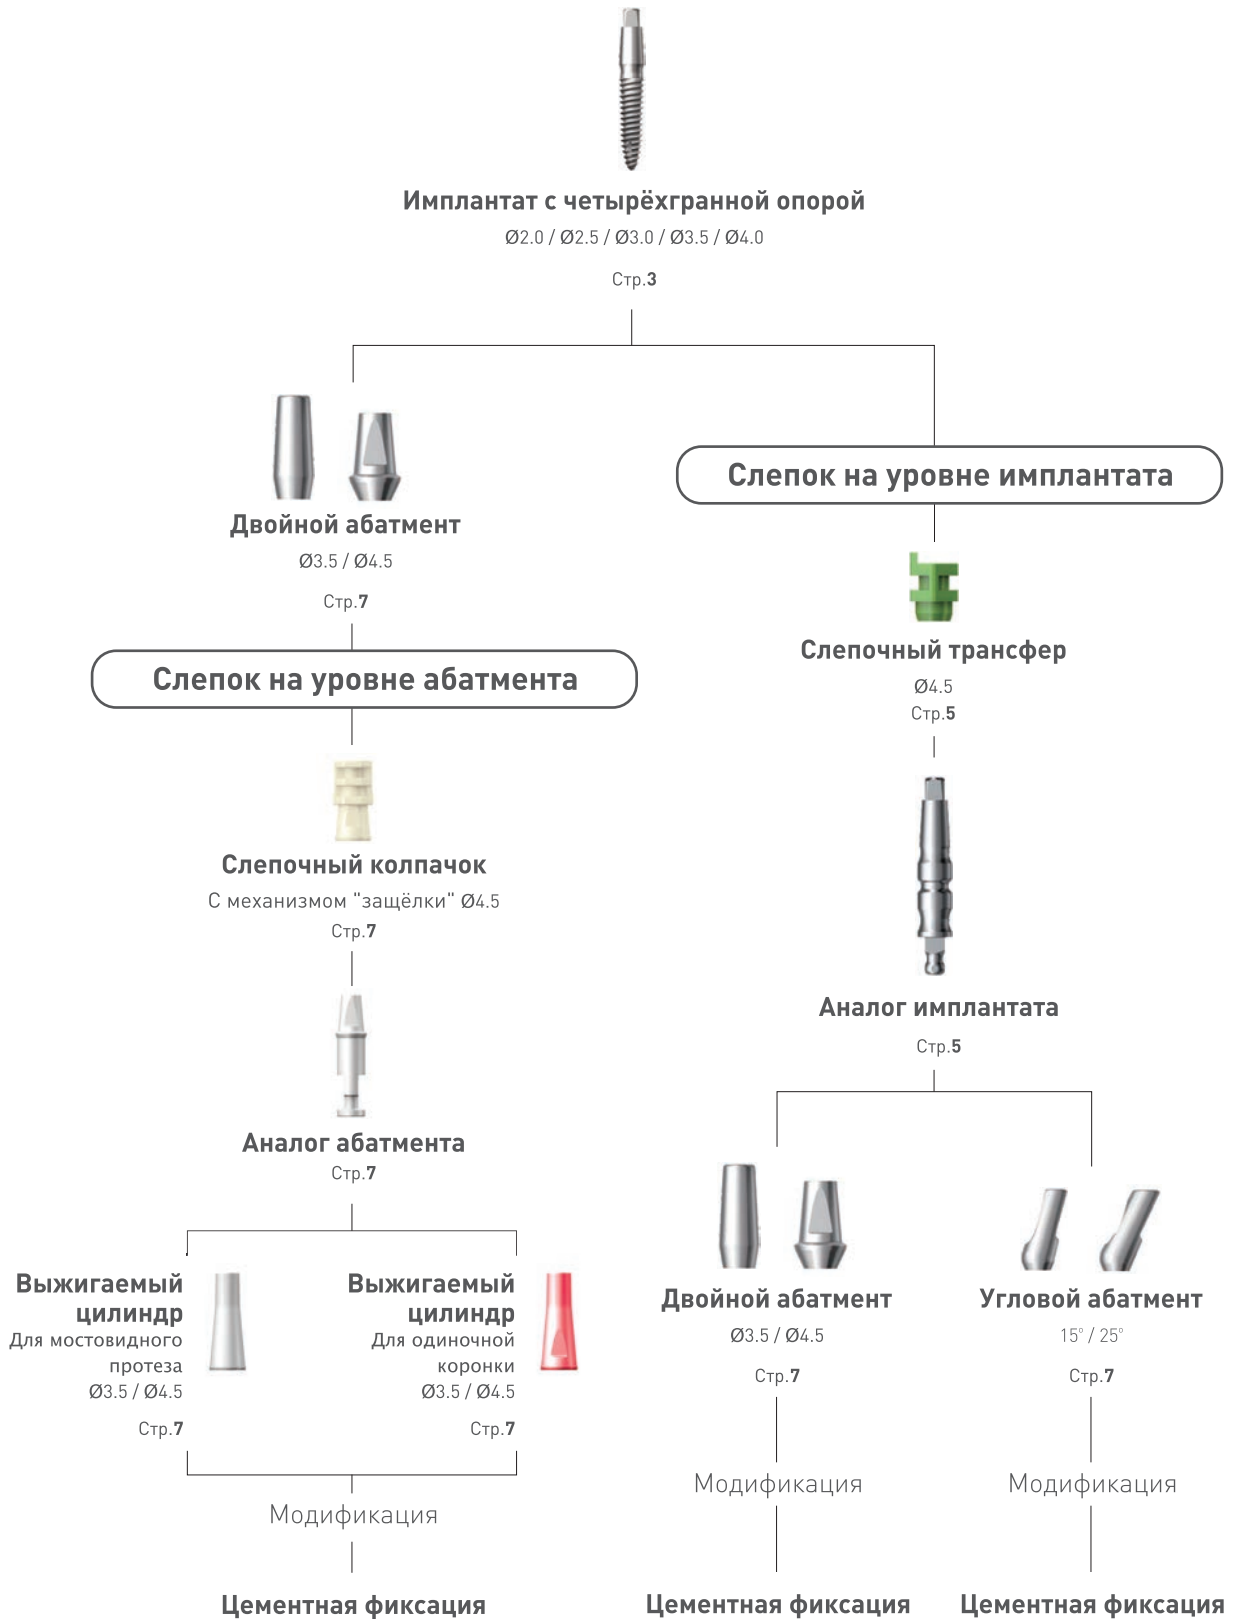 Имплантат с четырёхгранной опорой
Ø2.0 / Ø2.5 / Ø3.0 / Ø3.5 / Ø4.0
Стр.3
Двойной абатмент
Ø3.5 / Ø4.5
Стр.7
Слепок на уровне абатмента
Слепочный колпачок
С механизмом "защёлки" Ø4.5
Стр.7
Аналог абатмента
Стр.7
Выжигаемый
цилиндр
Для мостовидного
протеза
Ø3.5 / Ø4.5
Стр.7
Выжигаемый
цилиндр
Для одиночной
коронки
Ø3.5 / Ø4.5
Стр.7
Модификация
Цементная фиксация
Слепок на уровне имплантата
Слепочный трансфер
Ø4.5
Стр.5
Аналог имплантата
Стр.5
Двойной абатмент
Ø3.5 / Ø4.5
Стр.7
Модификация
Цементная фиксация
Угловой абатмент
15° / 25°
Стр.7
Модификация
Цементная фиксация